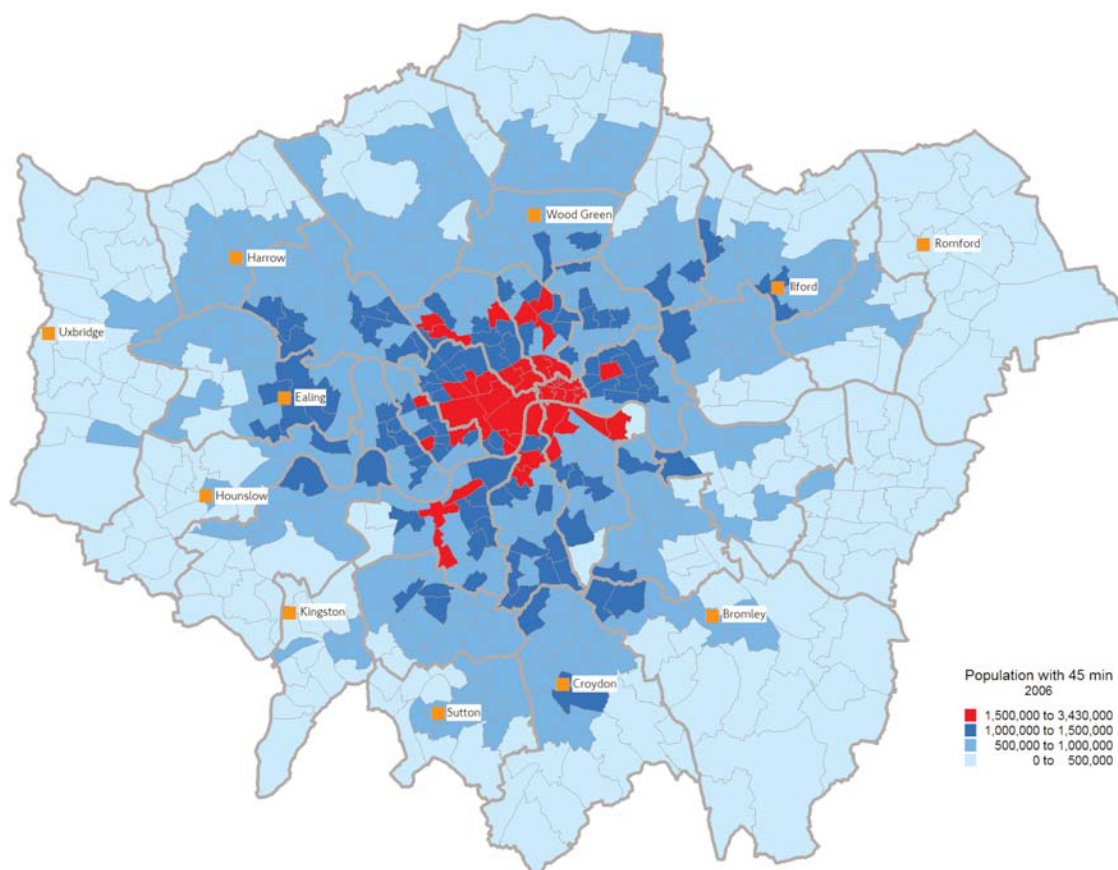 Wood Green
Romford
Harrow
Ilford
Uxbridge
Ealing
Hounslow
Kingston
Bromley
Croydon
Sutton
Population with 45 min
2006
1,500,000 to 3,430,000
1,000,000 to 1,500,000
500,000 to 1,000,000
0 to 500,000